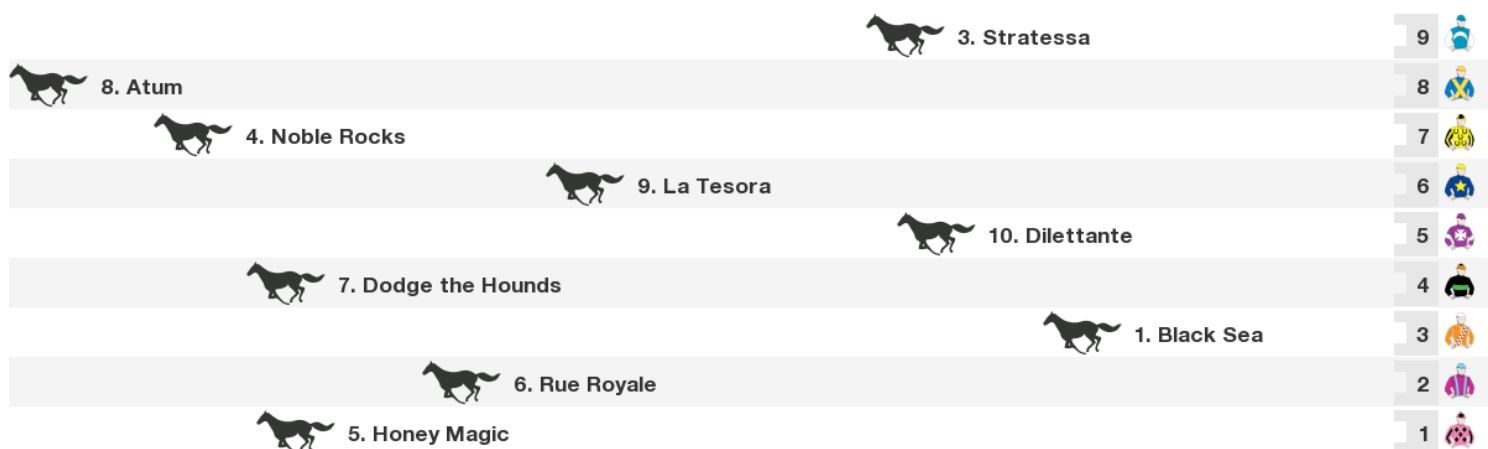 3. Stratessa 9
8. Atum 8
4. Noble Rocks 7
9. La Tesora 6
10. Dilettante 5
7. Dodge the Hounds 4
1. Black Sea 3
6. Rue Royale 2
5. Honey Magic 1